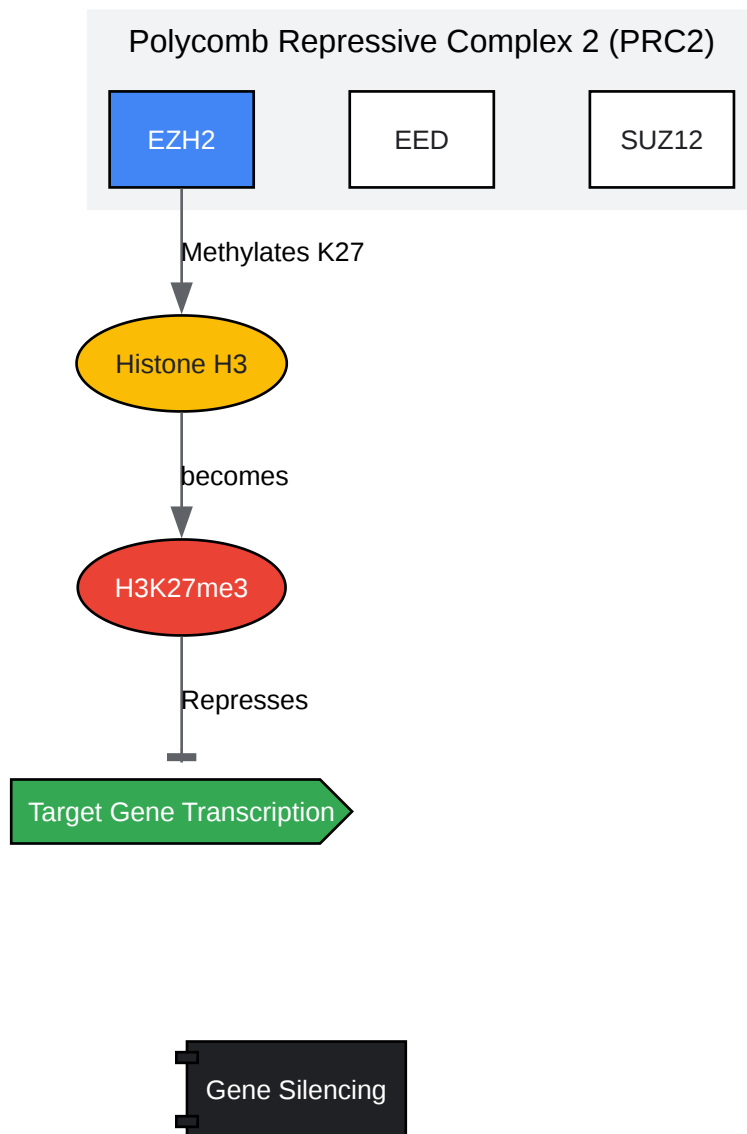 Polycomb Repressive Complex 2 (PRC2)
EZH2
EED
SUZ12
Methylates K27
Histone H3
becomes
H3K27me3
Represses
Target Gene Transcription
Gene Silencing